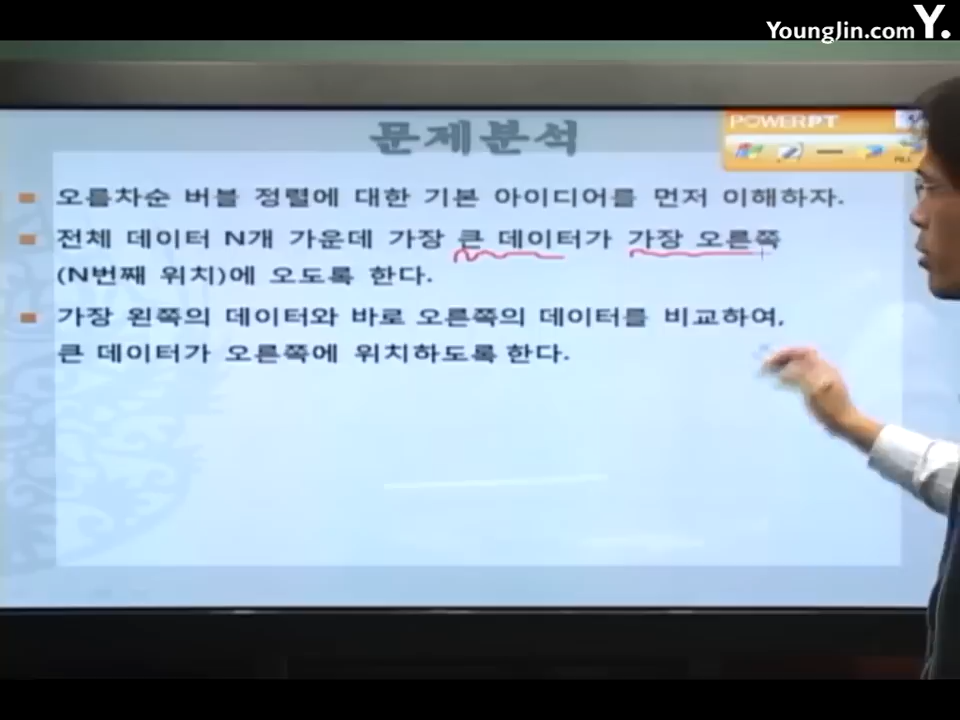 YoungJin.com Y.
문제분석
POWERPT
오름차순 버블 정렬에 대한 기본 아이디어를 먼저 이해하자.
전체 데이터 N개 가운데 가장 큰 데이터가 가장 오른쪽
(N번째 위치)에 오도록 한다.
가장 왼쪽의 데이터와 바로 오른쪽의 데이터를 비교하여,
큰 데이터가 오른쪽에 위치하도록 한다.